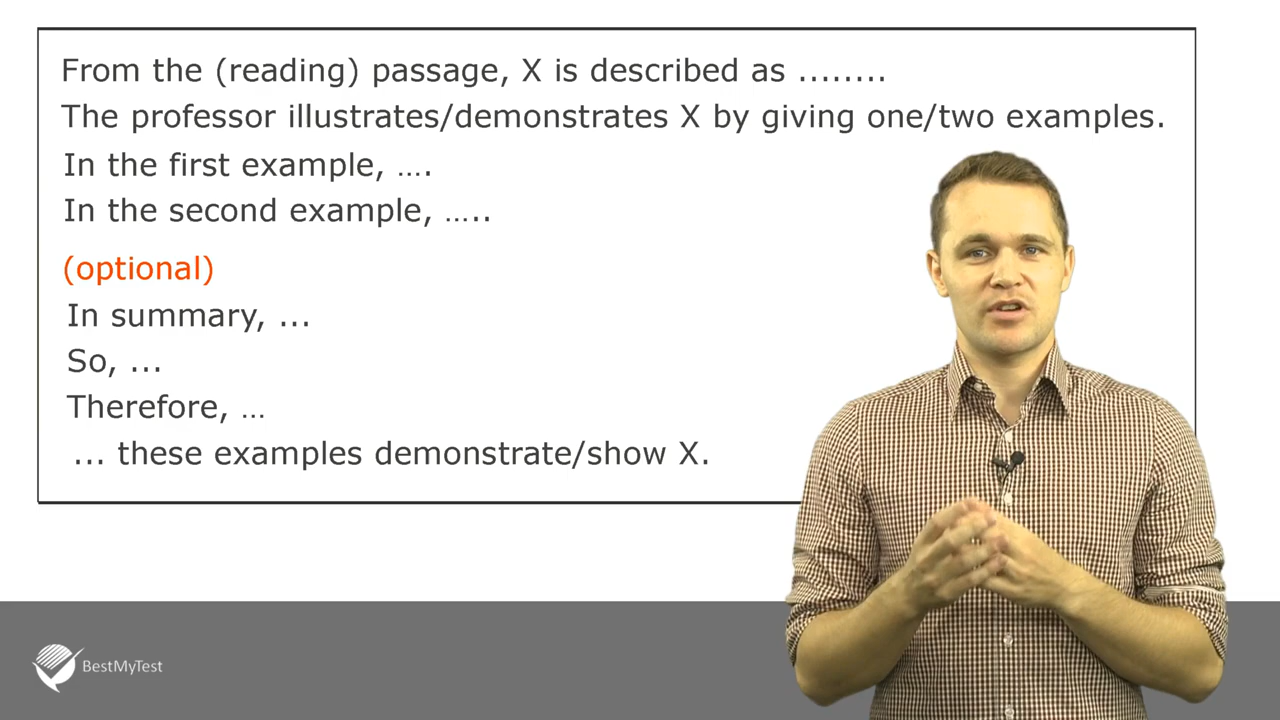 From the (reading) passage, X is described as ........
The professor illustrates/demonstrates X by giving one/two examples.
In the first example, ….
In the second example, …..
(optional)
In summary, ...
So, ...
Therefore, …
... these examples demonstrate/show X.
BestMyTest